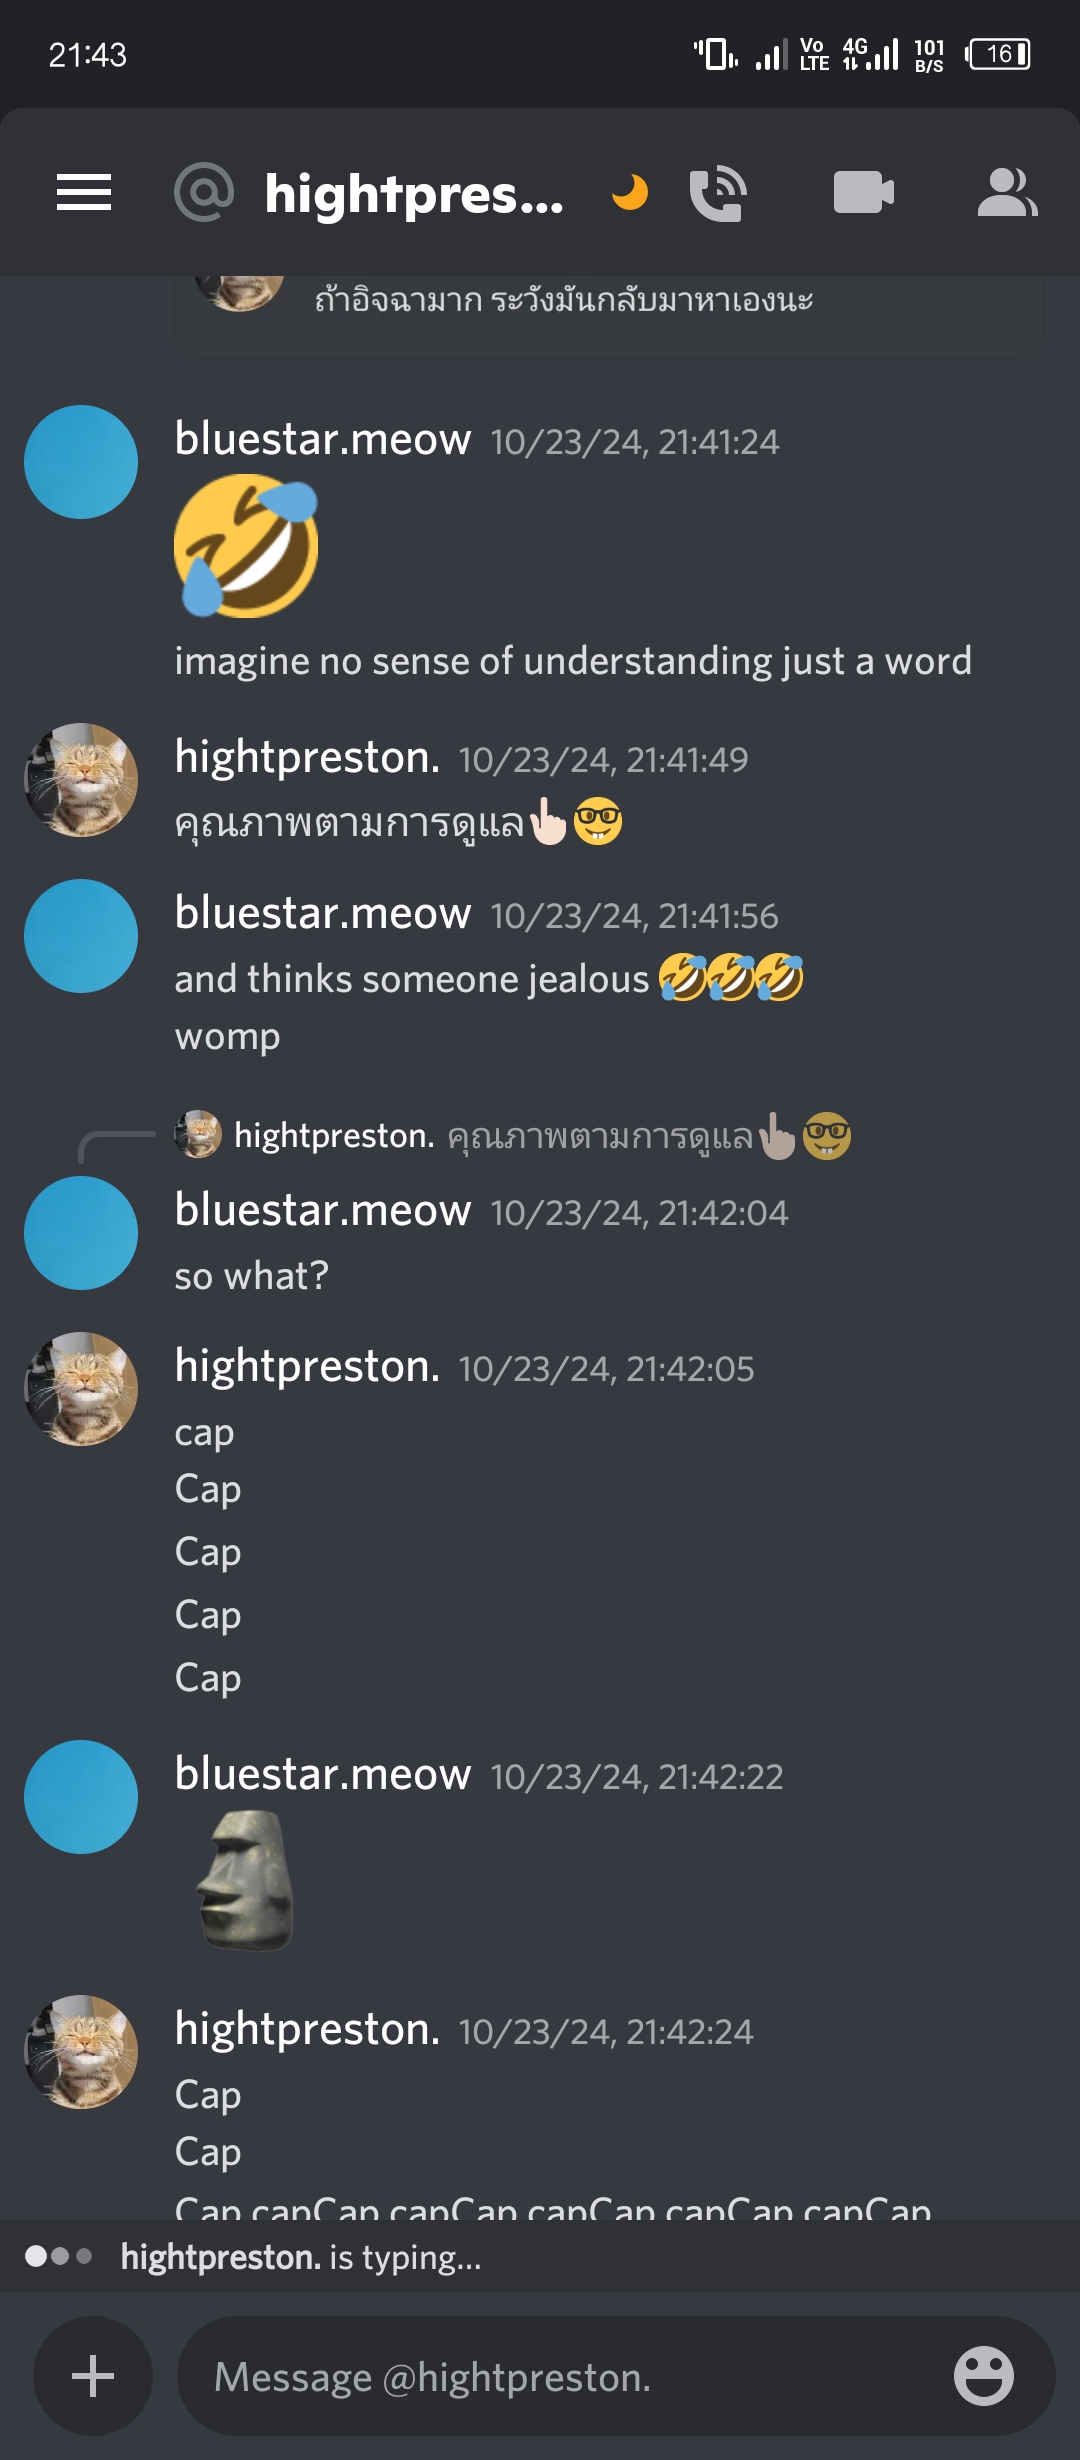 21:43
Vo LTE 4G 101 B/S 16
hightpres...
ถ้าอิจฉามาก ระวังมันกลับมาหาเองนะ
bluestar.meow 10/23/24, 21:41:24
🤣
imagine no sense of understanding just a word
hightpreston. 10/23/24, 21:41:49
คุณภาพตามการดูแล👆🏻🤓
bluestar.meow 10/23/24, 21:41:56
and thinks someone jealous 🤣🤣🤣
womp
hightpreston. คุณภาพตามการดูแล👆🏻🤓
bluestar.meow 10/23/24, 21:42:04
so what?
hightpreston. 10/23/24, 21:42:05
cap
Cap
Cap
Cap
Cap
bluestar.meow 10/23/24, 21:42:22
🗿
hightpreston. 10/23/24, 21:42:24
Cap
Cap
Cap capCap capCap capCap capCap capCap
hightpreston. is typing...
Message @hightpreston.